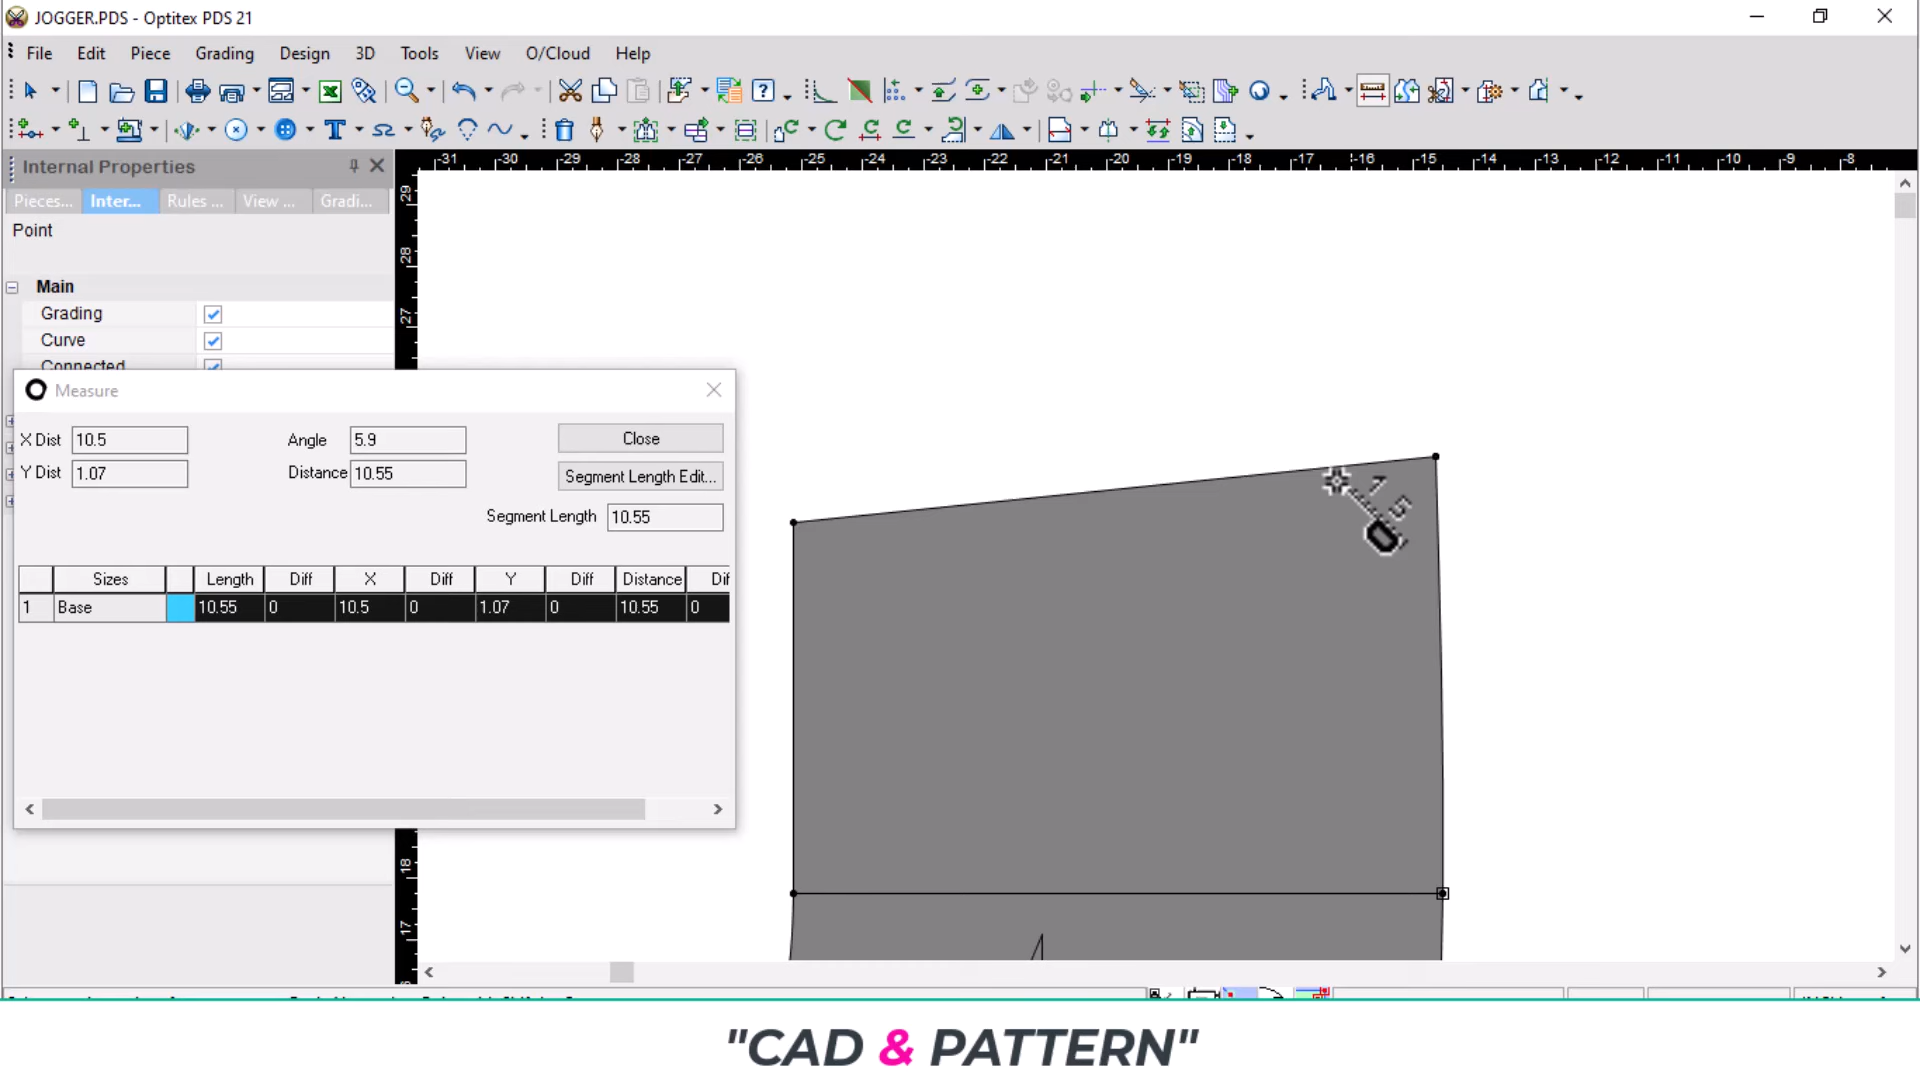 JOGGER.PDS - Optitex PDS 21
File Edit Piece Grading Design 3D Tools View O/Cloud Help
Internal Properties
Pieces... Inter... Rules ... View ... Gradi...
Point
Main
Grading
Curve
Connected
-31 -30 -29 -28 -27 -26 -25 -24 -23 -22 -21 -20 -19 -18 -17 -16 -15 -14 -13 -12 -11 -10 -9 -8
29
28
27
18
17
Measure
X Dist 10.5 Angle 5.9 Close
Y Dist 1.07 Distance 10.55 Segment Length Edit...
Segment Length 10.55
Sizes Length Diff X Diff Y Diff Distance Dif
1 Base 10.55 0 10.5 0 1.07 0 10.55 0
"CAD & PATTERN"